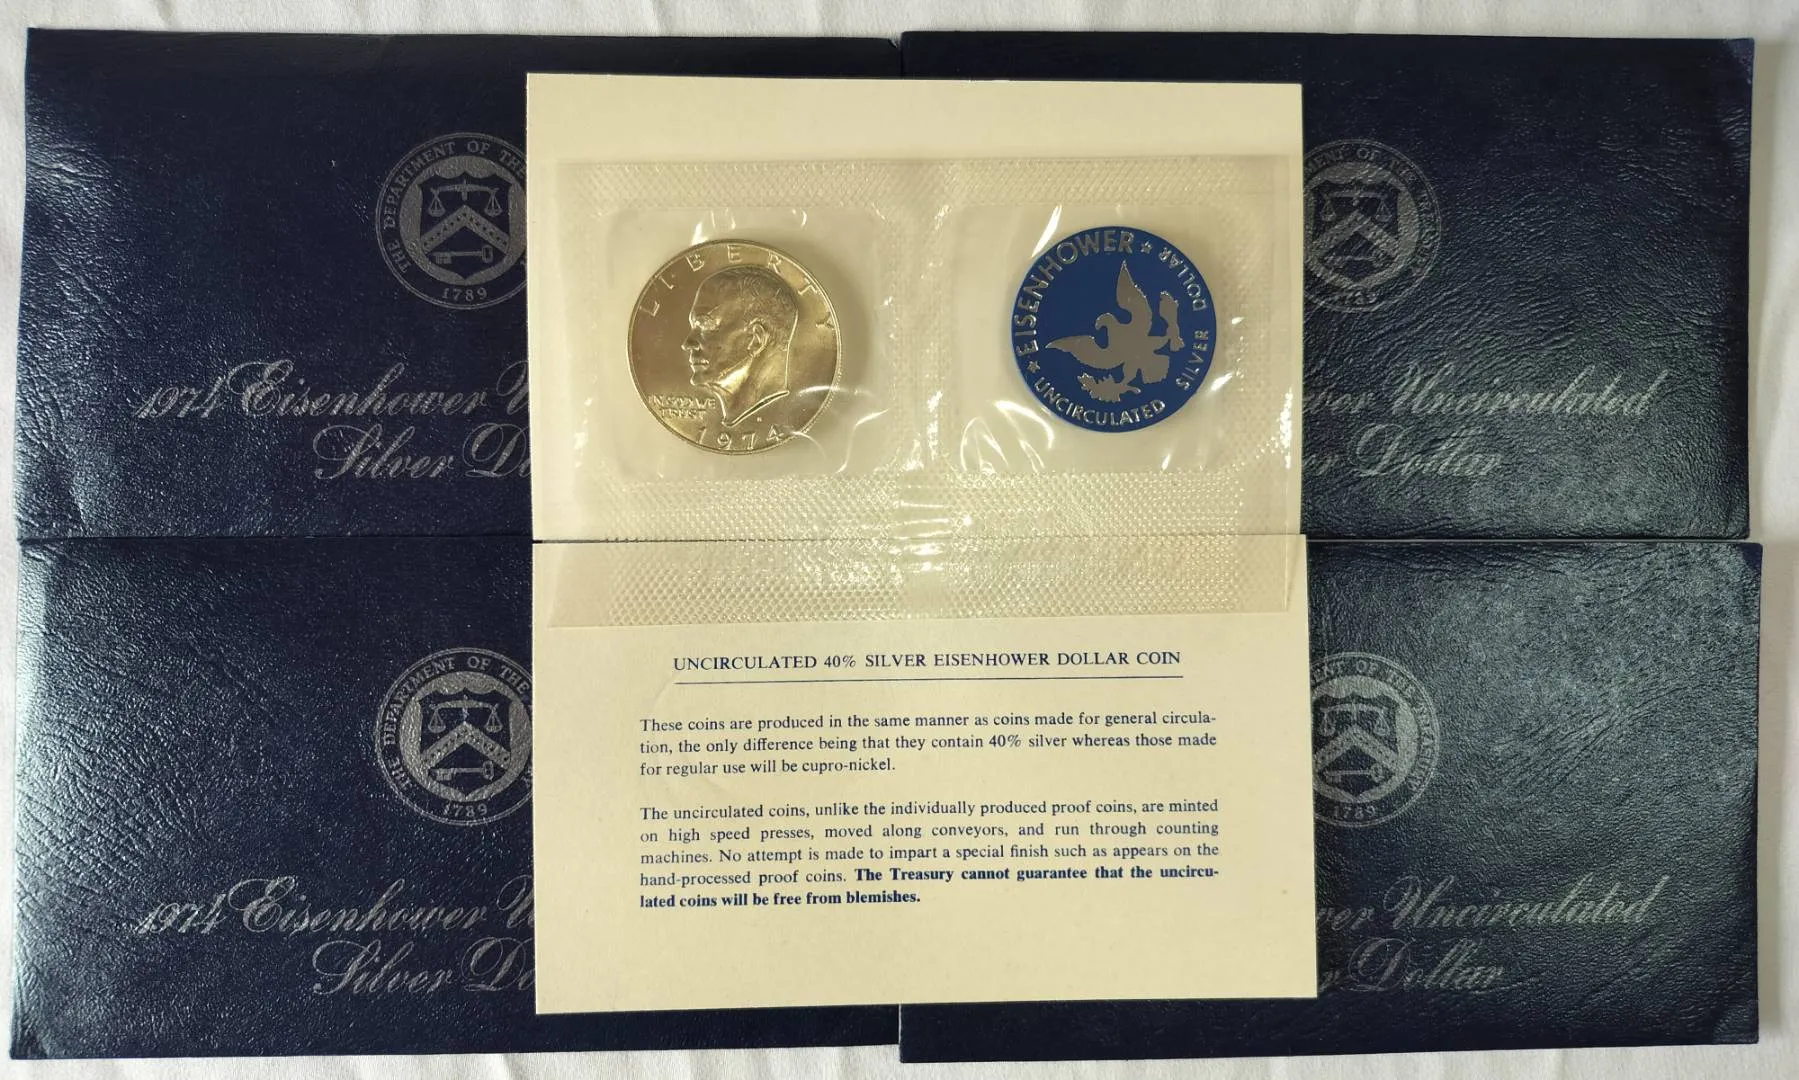 THE DEPARTMENT OF THE
1789
1974 Eisenhower
Silver
LIBERTY
IN GOD WE
TRUST
1974
★ EISENHOWER ★
UNCIRCULATED SILVER DOLLAR
OF THE
1789
Uncirculated
Dollar
UNCIRCULATED 40% SILVER EISENHOWER DOLLAR COIN
These coins are produced in the same manner as coins made for general circula-
tion, the only difference being that they contain 40% silver whereas those made
for regular use will be cupro-nickel.
The uncirculated coins, unlike the individually produced proof coins, are minted
on high speed presses, moved along conveyors, and run through counting
machines. No attempt is made to impart a special finish such as appears on the
hand-processed proof coins. The Treasury cannot guarantee that the uncircu-
lated coins will be free from blemishes.
THE DEPARTMENT OF THE
1789
1974 Eisenhower
Silver
OF THE
1789
Uncirculated
Dollar